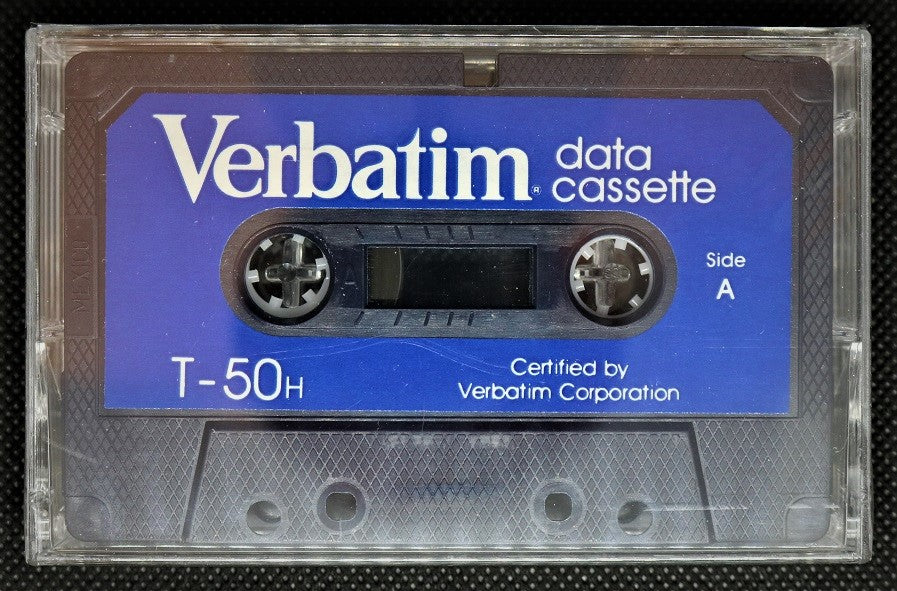 Verbatim®
data
cassette
Side
A
T-50H
Certified by
Verbatim Corporation
MEXICO